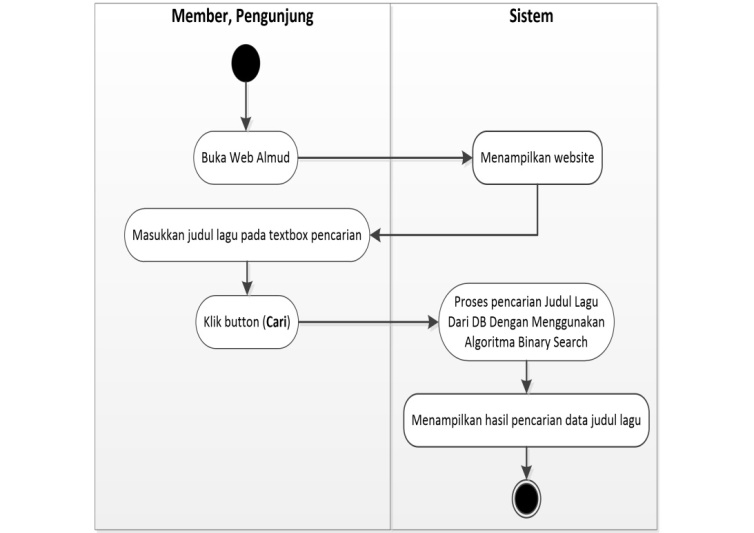 Member, Pengunjung
Sistem
Buka Web Almud
Menampilkan website
Masukkan judul lagu pada textbox pencarian
Klik button (Cari)
Proses pencarian Judul Lagu
Dari DB Dengan Menggunakan
Algoritma Binary Search
Menampilkan hasil pencarian data judul lagu